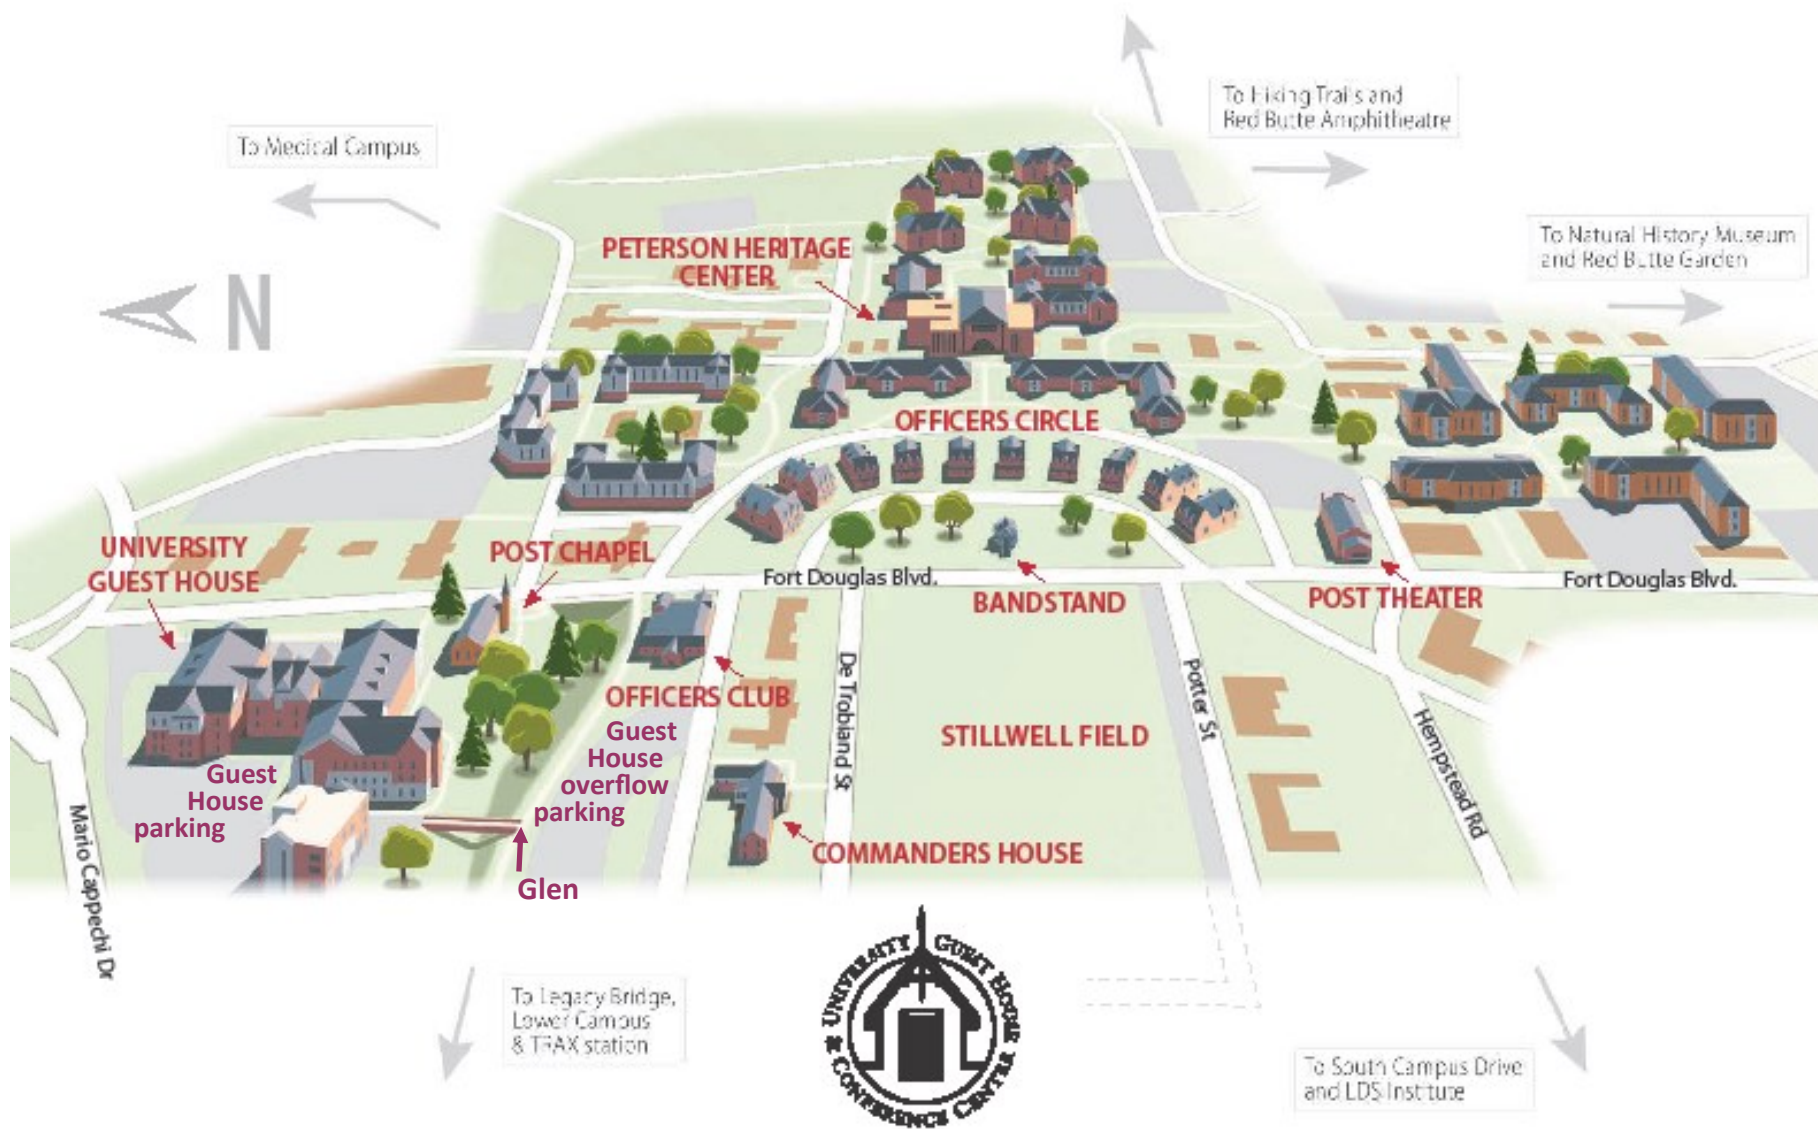 To Hiking Trails and
Red Butte Amphitheatre
To Medical Campus
To Natural History Museum
and Red Butte Garden
PETERSON HERITAGE
CENTER
N
OFFICERS CIRCLE
UNIVERSITY
GUEST HOUSE
POST CHAPEL
Fort Douglas Blvd.
BANDSTAND
POST THEATER
Fort Douglas Blvd.
OFFICERS CLUB
De Trobriand St
STILLWELL FIELD
Potter St
Hempstead Rd
Guest
House
overflow
parking
Guest
House
parking
Mario Cappechi Dr
COMMANDERS HOUSE
Glen
To Legacy Bridge,
Lower Campus
& TRAX station
UNIVERSITY GUEST HOUSE
& CONFERENCE CENTRE
To South Campus Drive
and LDS Institute